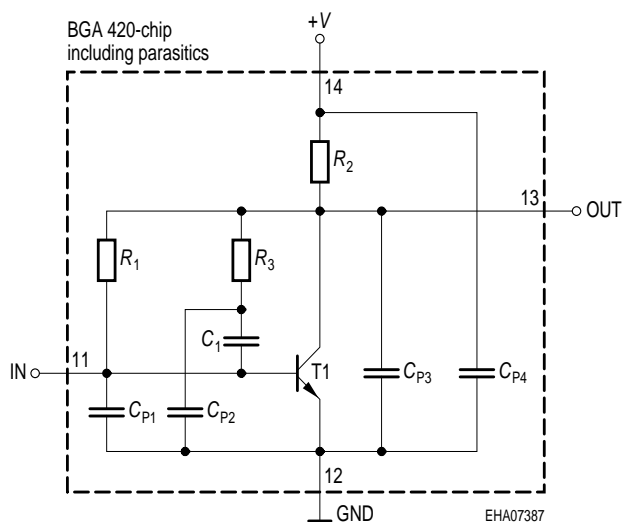 BGA 420-chip
including parasitics
+V
14
R2
13
OUT
R1
R3
C1
11
IN
T1
CP1
CP2
CP3
CP4
12
GND
EHA07387